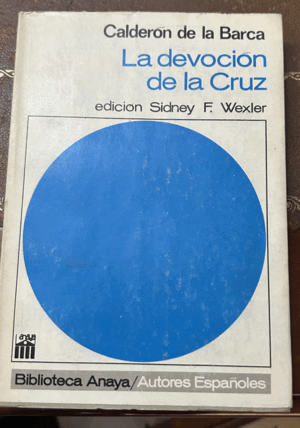 Calderón de la Barca
La devoción
de la Cruz
edicion Sidney F. Wexler
Biblioteca Anaya/Autores Españoles